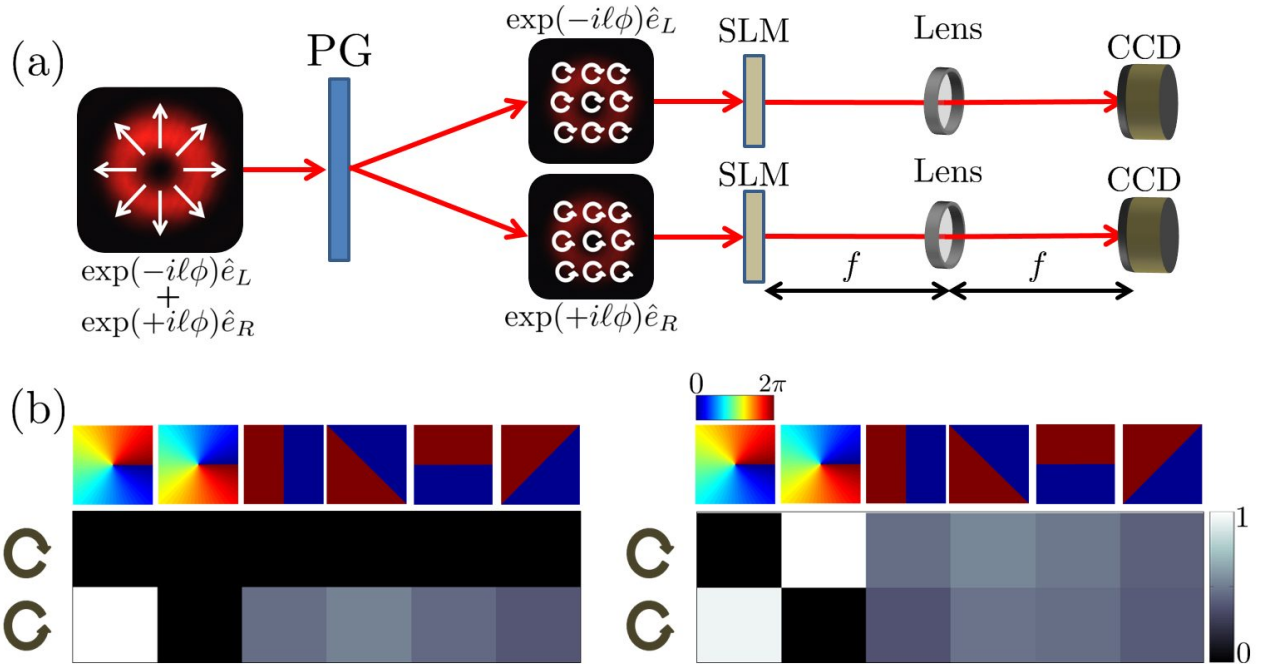 (a)
PG
exp(−iℓϕ)ê_L
+
exp(+iℓϕ)ê_R
exp(−iℓϕ)ê_L
exp(+iℓϕ)ê_R
SLM
Lens
CCD
SLM
Lens
CCD
f
f
(b)
0
2π
1
0